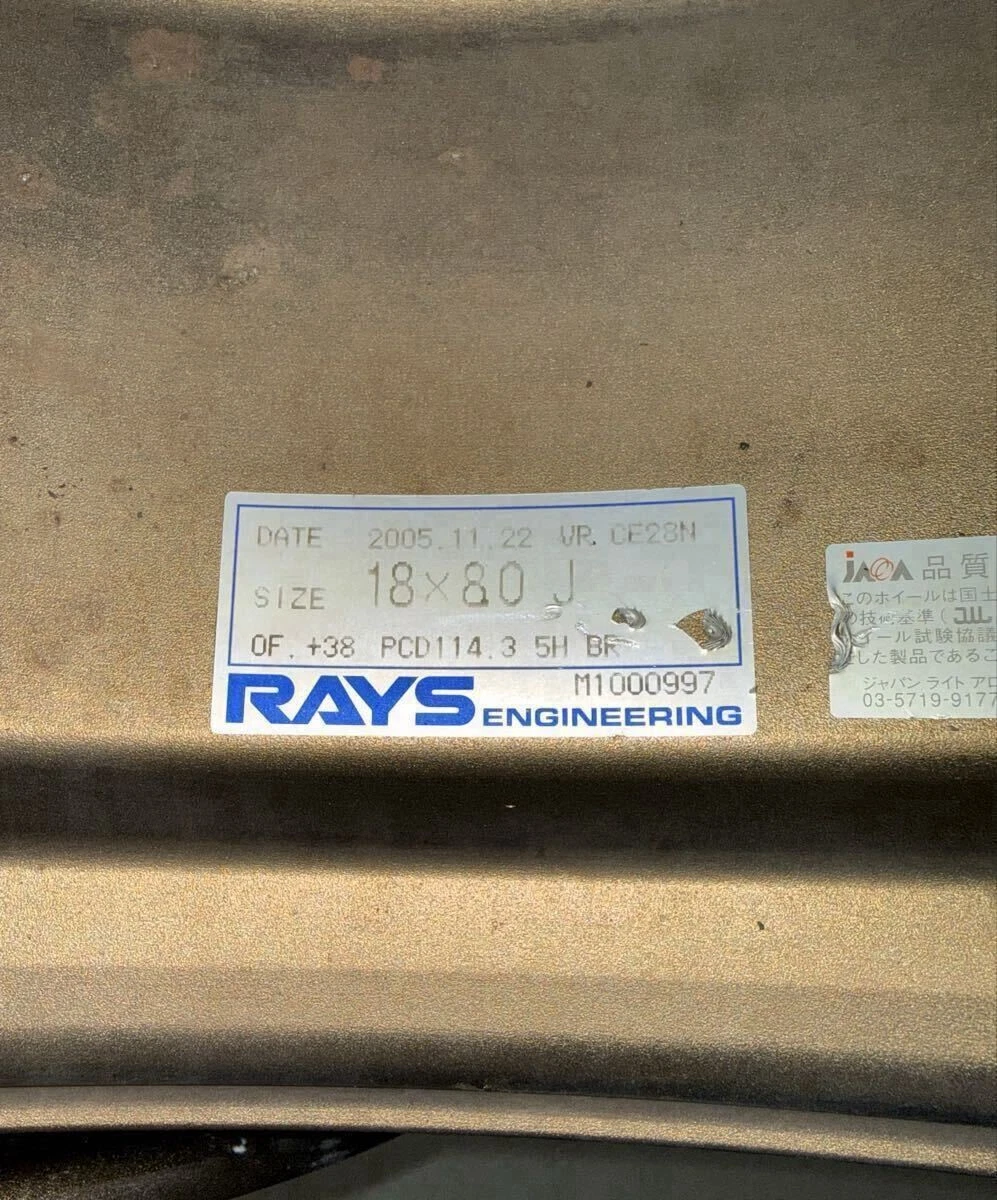 DATE 2005.11.22 VR. CE28N
SIZE 18×8.0 J
OF. +38 PCD114.3 5H BR
M1000997
RAYS ENGINEERING
JAWA 品質
このホイールは国土
の技術基準 ( JWL
イール試験協議
した製品であるこ
ジャパン ライト アロ
03-5719-9177